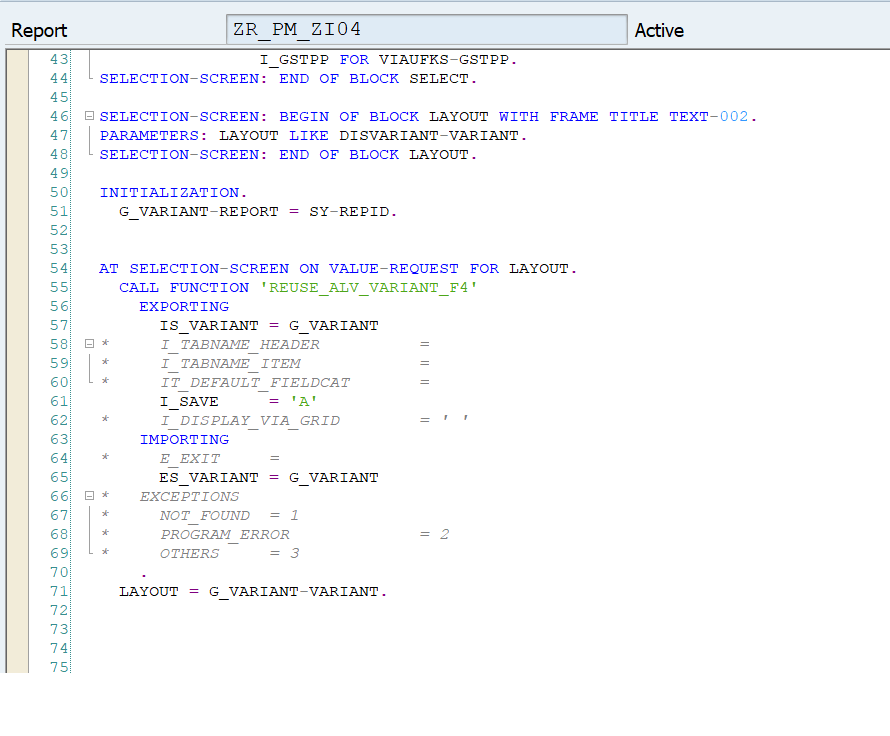 Report ZR_PM_ZI04 Active
43 I_GSTPP FOR VIAUFKS-GSTPP.
44 SELECTION-SCREEN: END OF BLOCK SELECT.
45
46 SELECTION-SCREEN: BEGIN OF BLOCK LAYOUT WITH FRAME TITLE TEXT-002.
47 PARAMETERS: LAYOUT LIKE DISVARIANT-VARIANT.
48 SELECTION-SCREEN: END OF BLOCK LAYOUT.
49
50 INITIALIZATION.
51 G_VARIANT-REPORT = SY-REPID.
52
53
54 AT SELECTION-SCREEN ON VALUE-REQUEST FOR LAYOUT.
55 CALL FUNCTION 'REUSE_ALV_VARIANT_F4'
56 EXPORTING
57 IS_VARIANT = G_VARIANT
58 * I_TABNAME_HEADER =
59 * I_TABNAME_ITEM =
60 * IT_DEFAULT_FIELDCAT =
61 I_SAVE = 'A'
62 * I_DISPLAY_VIA_GRID = ' '
63 IMPORTING
64 * E_EXIT =
65 ES_VARIANT = G_VARIANT
66 * EXCEPTIONS
67 * NOT_FOUND = 1
68 * PROGRAM_ERROR = 2
69 * OTHERS = 3
70 .
71 LAYOUT = G_VARIANT-VARIANT.
72
73
74
75